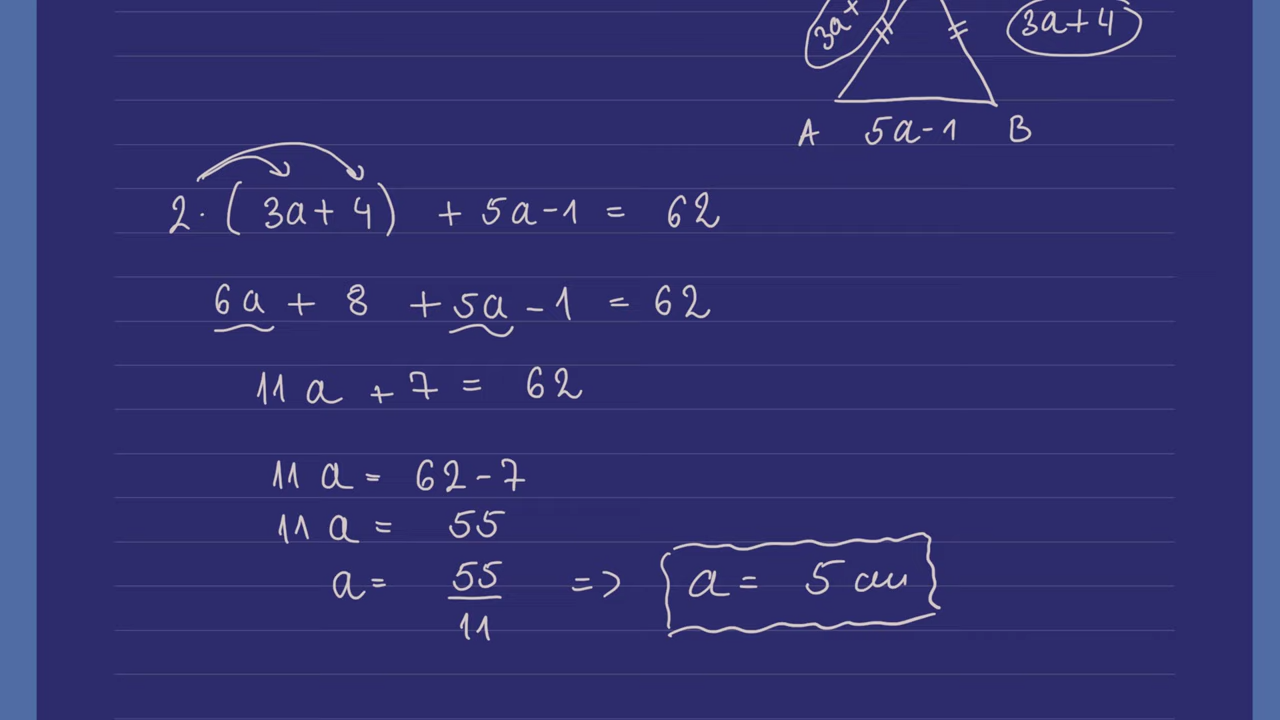 3a+
3a+4
A 5a-1 B
2·(3a+4) +5a-1 = 62
6a + 8 +5a -1 = 62
11a +7 = 62
11a = 62-7
11a = 55
a = 55/11 => a = 5 cm